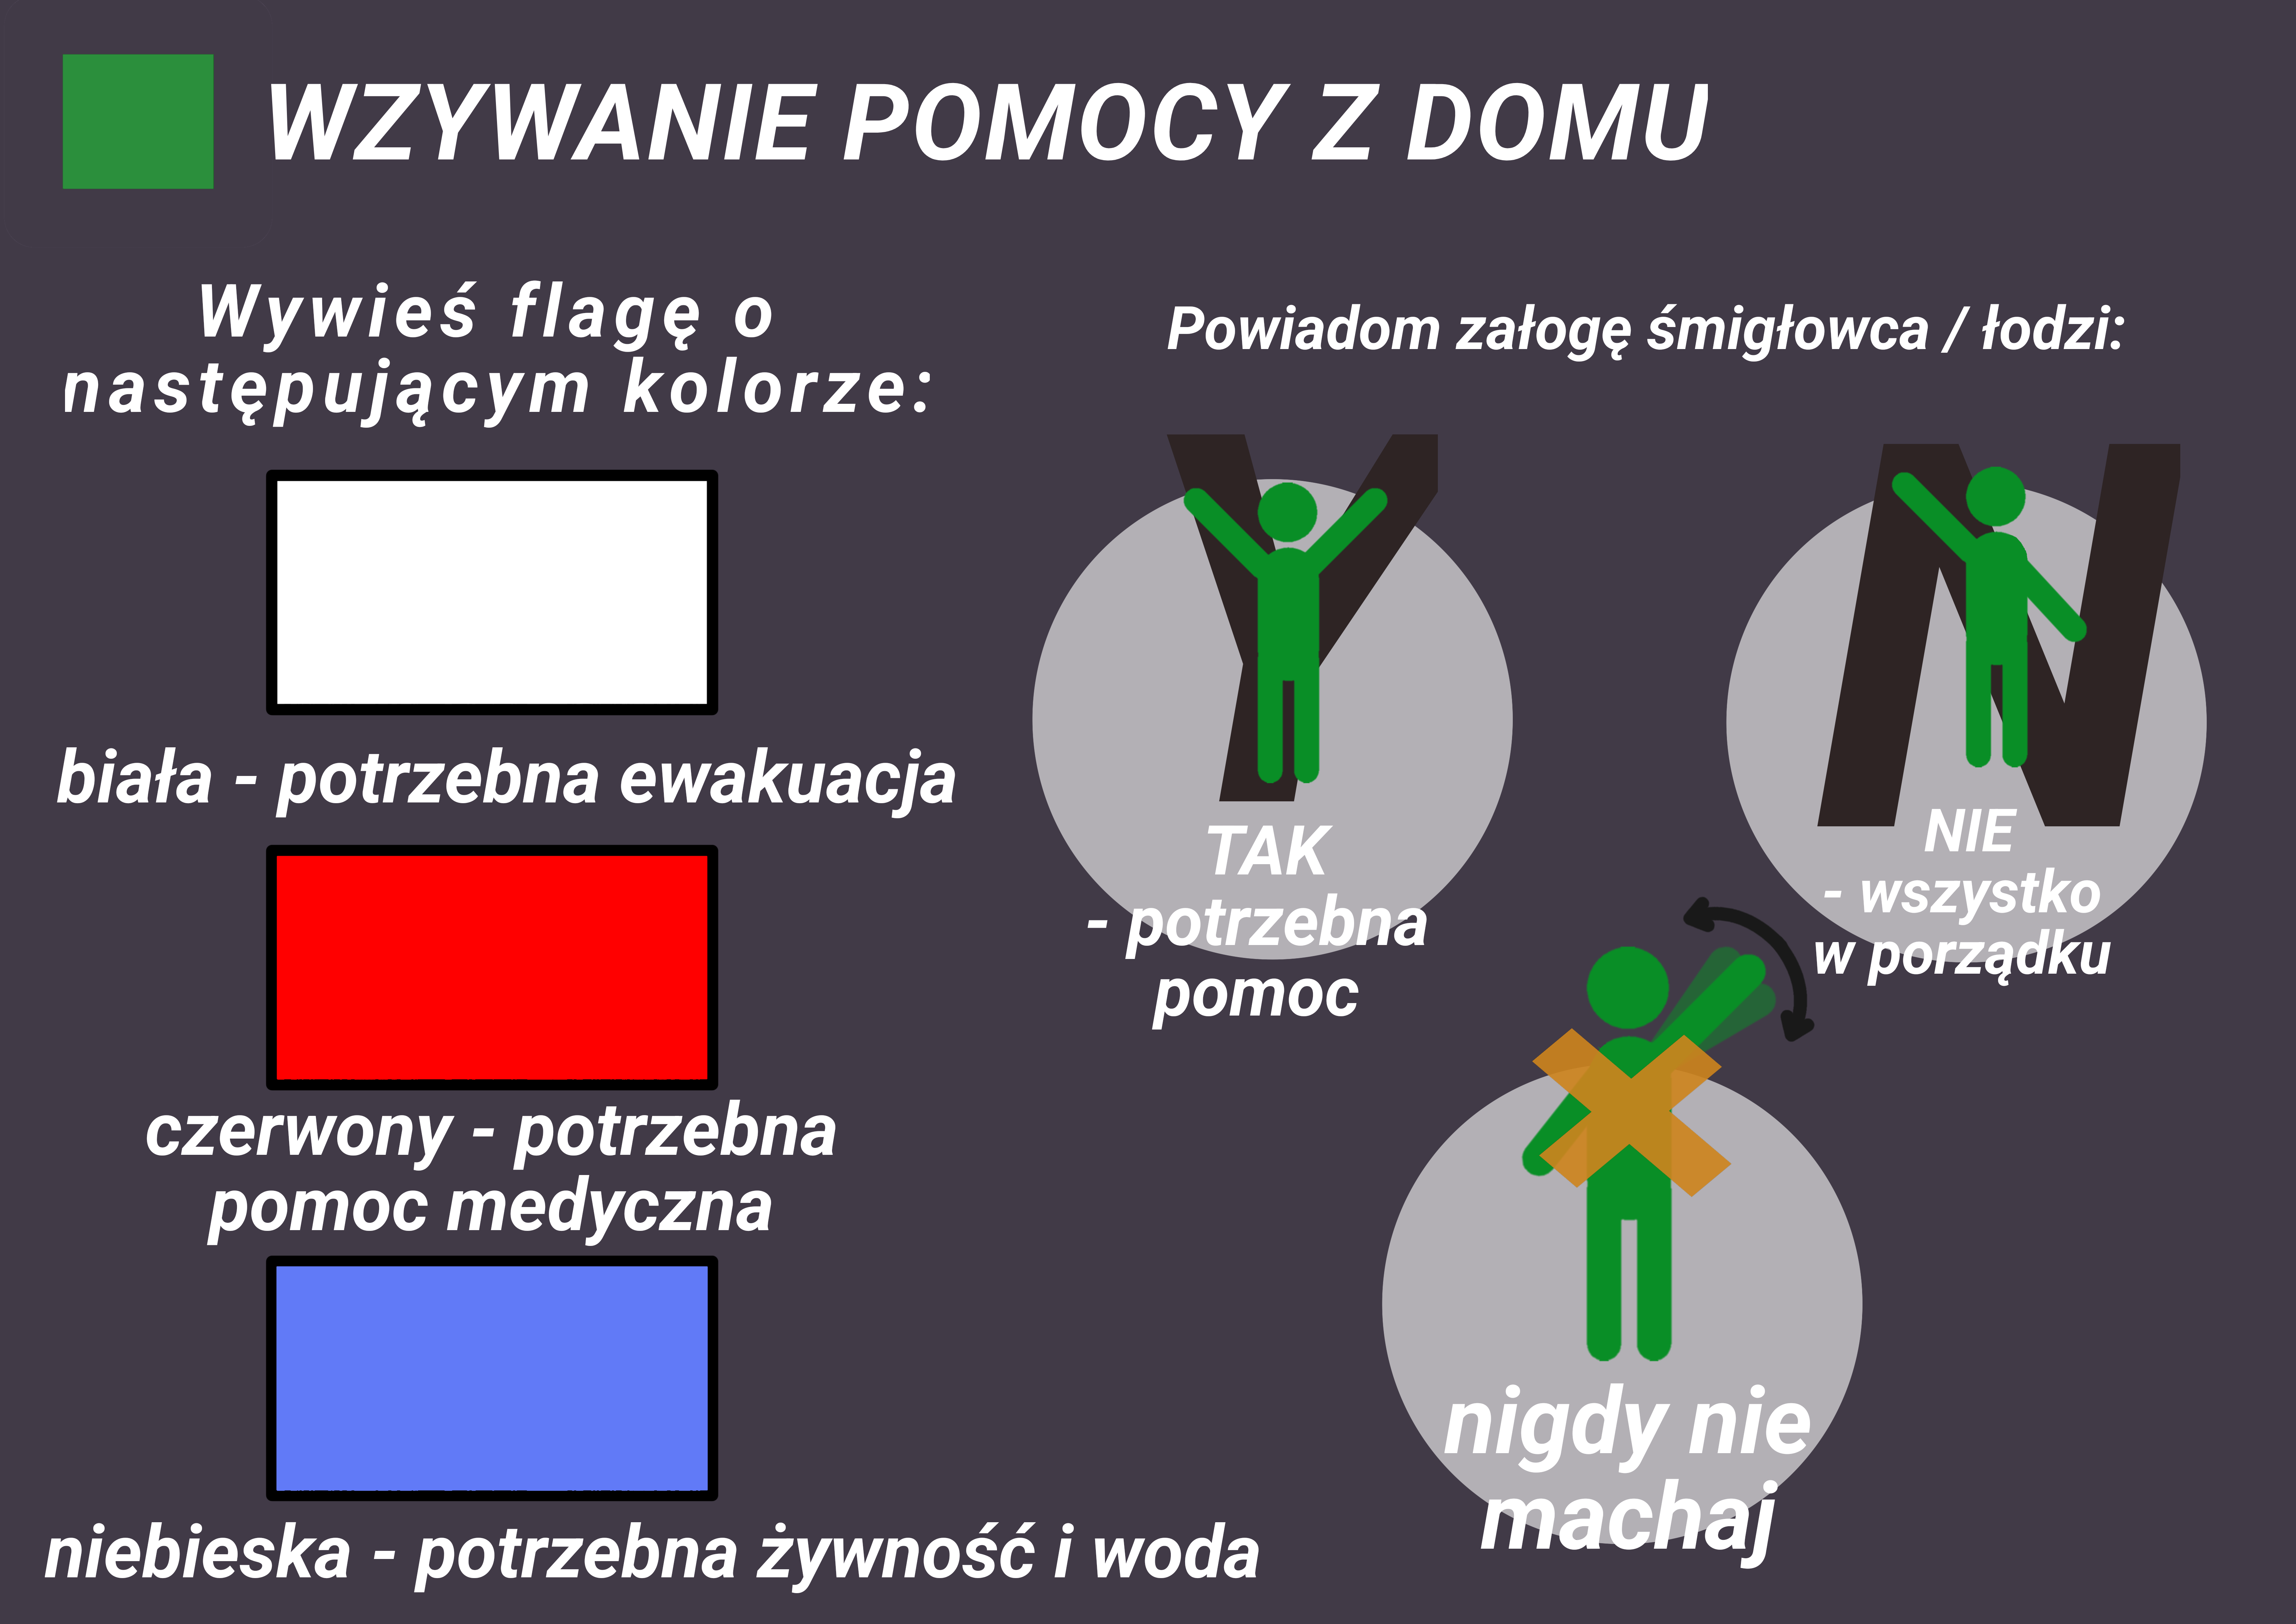 WZYWANIE POMOCY Z DOMU
Wywieś flagę o
następującym kolorze:
biała - potrzebna ewakuacja
czerwony - potrzebna
pomoc medyczna
niebieska - potrzebna żywność i woda
Powiadom załogę śmigłowca / łodzi:
Y
TAK
- potrzebna
pomoc
N
NIE
- wszystko
w porządku
nigdy nie
machaj